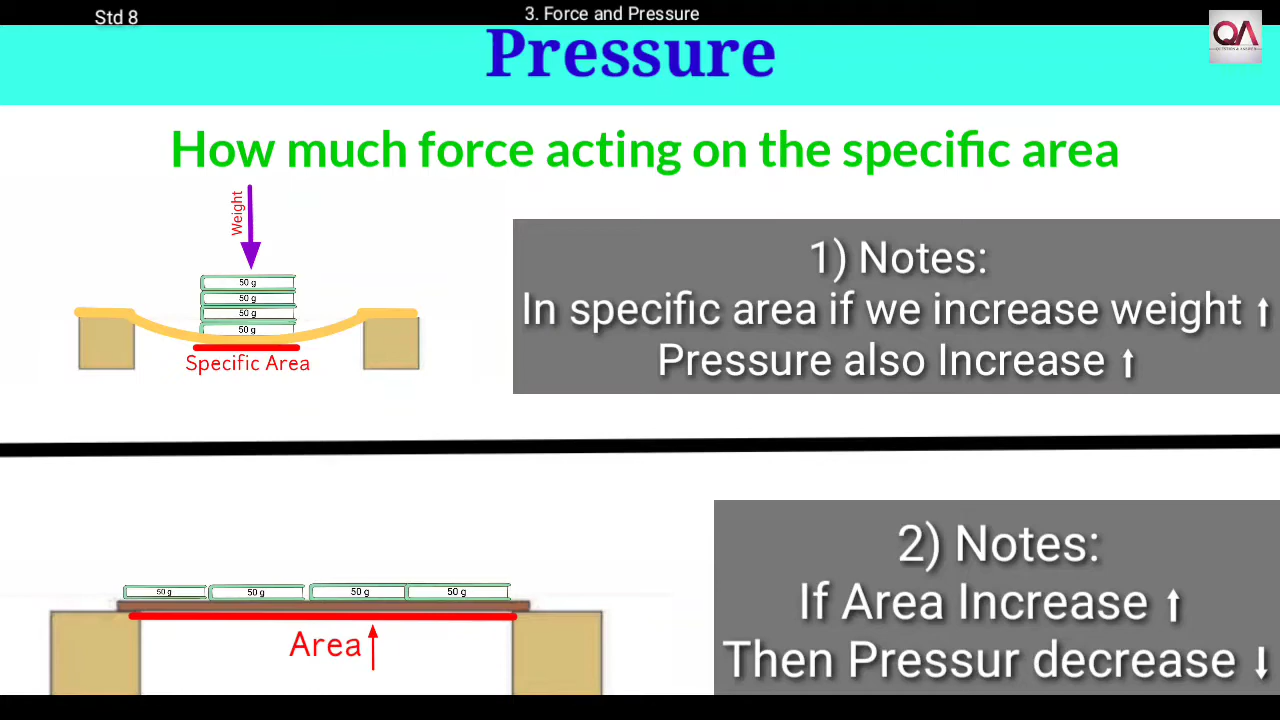 Std 8
3. Force and Pressure
QA
Pressure
How much force acting on the specific area
Weight
50 g
50 g
50 g
50 g
Specific Area
1) Notes:
In specific area if we increase weight ↑
Pressure also Increase ↑
50 g
50 g
50 g
50 g
Area↑
2) Notes:
If Area Increase ↑
Then Pressur decrease ↓